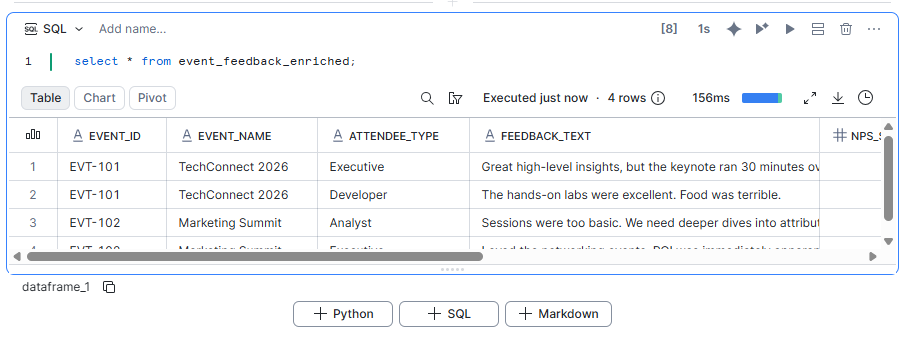 SQL SQL Add name... [8] 1s
1 select * from event_feedback_enriched;
Table Chart Pivot Executed just now · 4 rows 156ms
A EVENT_ID A EVENT_NAME A ATTENDEE_TYPE A FEEDBACK_TEXT # NPS_S
1 EVT-101 TechConnect 2026 Executive Great high-level insights, but the keynote ran 30 minutes ov
2 EVT-101 TechConnect 2026 Developer The hands-on labs were excellent. Food was terrible.
3 EVT-102 Marketing Summit Analyst Sessions were too basic. We need deeper dives into attribut
4 Marketing Summit Executive Loved the networking events. ROI was immediately
dataframe_1
+ Python + SQL + Markdown